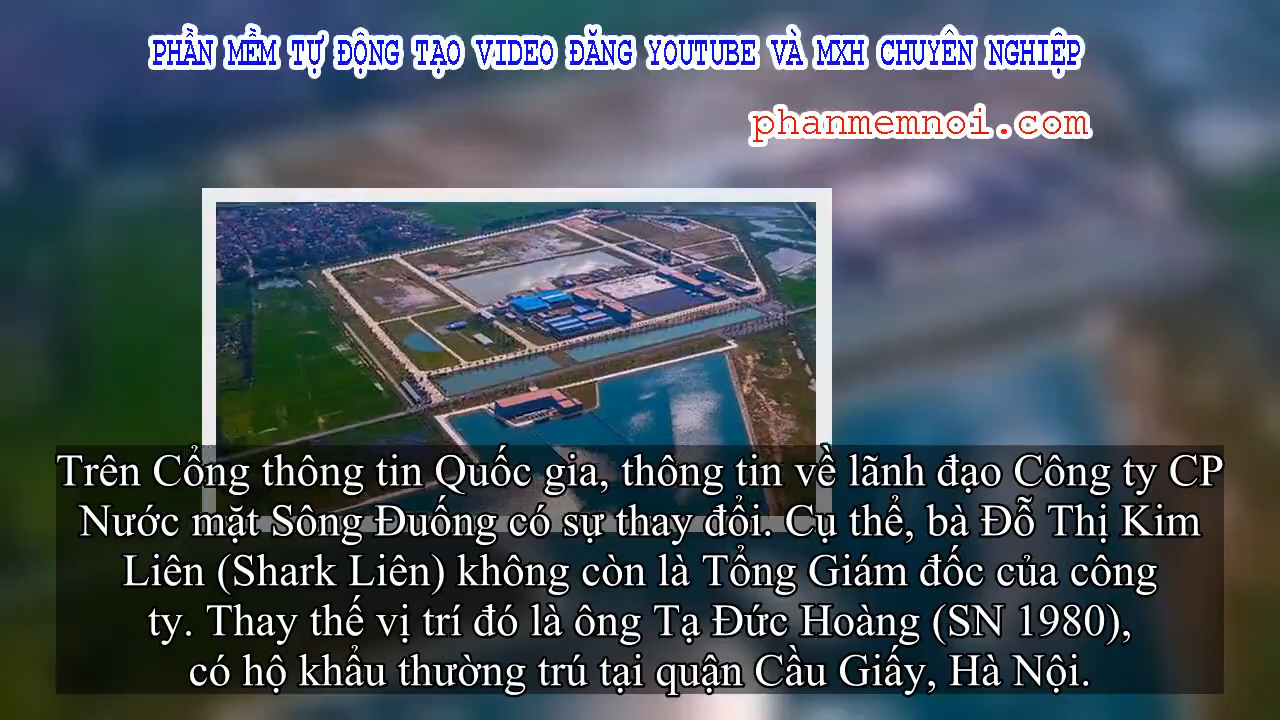 PHẦN MỀM TỰ ĐỘNG TẠO VIDEO ĐĂNG YOUTUBE VÀ MXH CHUYÊN NGHIỆP
phanmemnoi.com
Trên Cổng thông tin Quốc gia, thông tin về lãnh đạo Công ty CP
Nước mặt Sông Đuống có sự thay đổi. Cụ thể, bà Đỗ Thị Kim
Liên (Shark Liên) không còn là Tổng Giám đốc của công
ty. Thay thế vị trí đó là ông Tạ Đức Hoàng (SN 1980),
có hộ khẩu thường trú tại quận Cầu Giấy, Hà Nội.